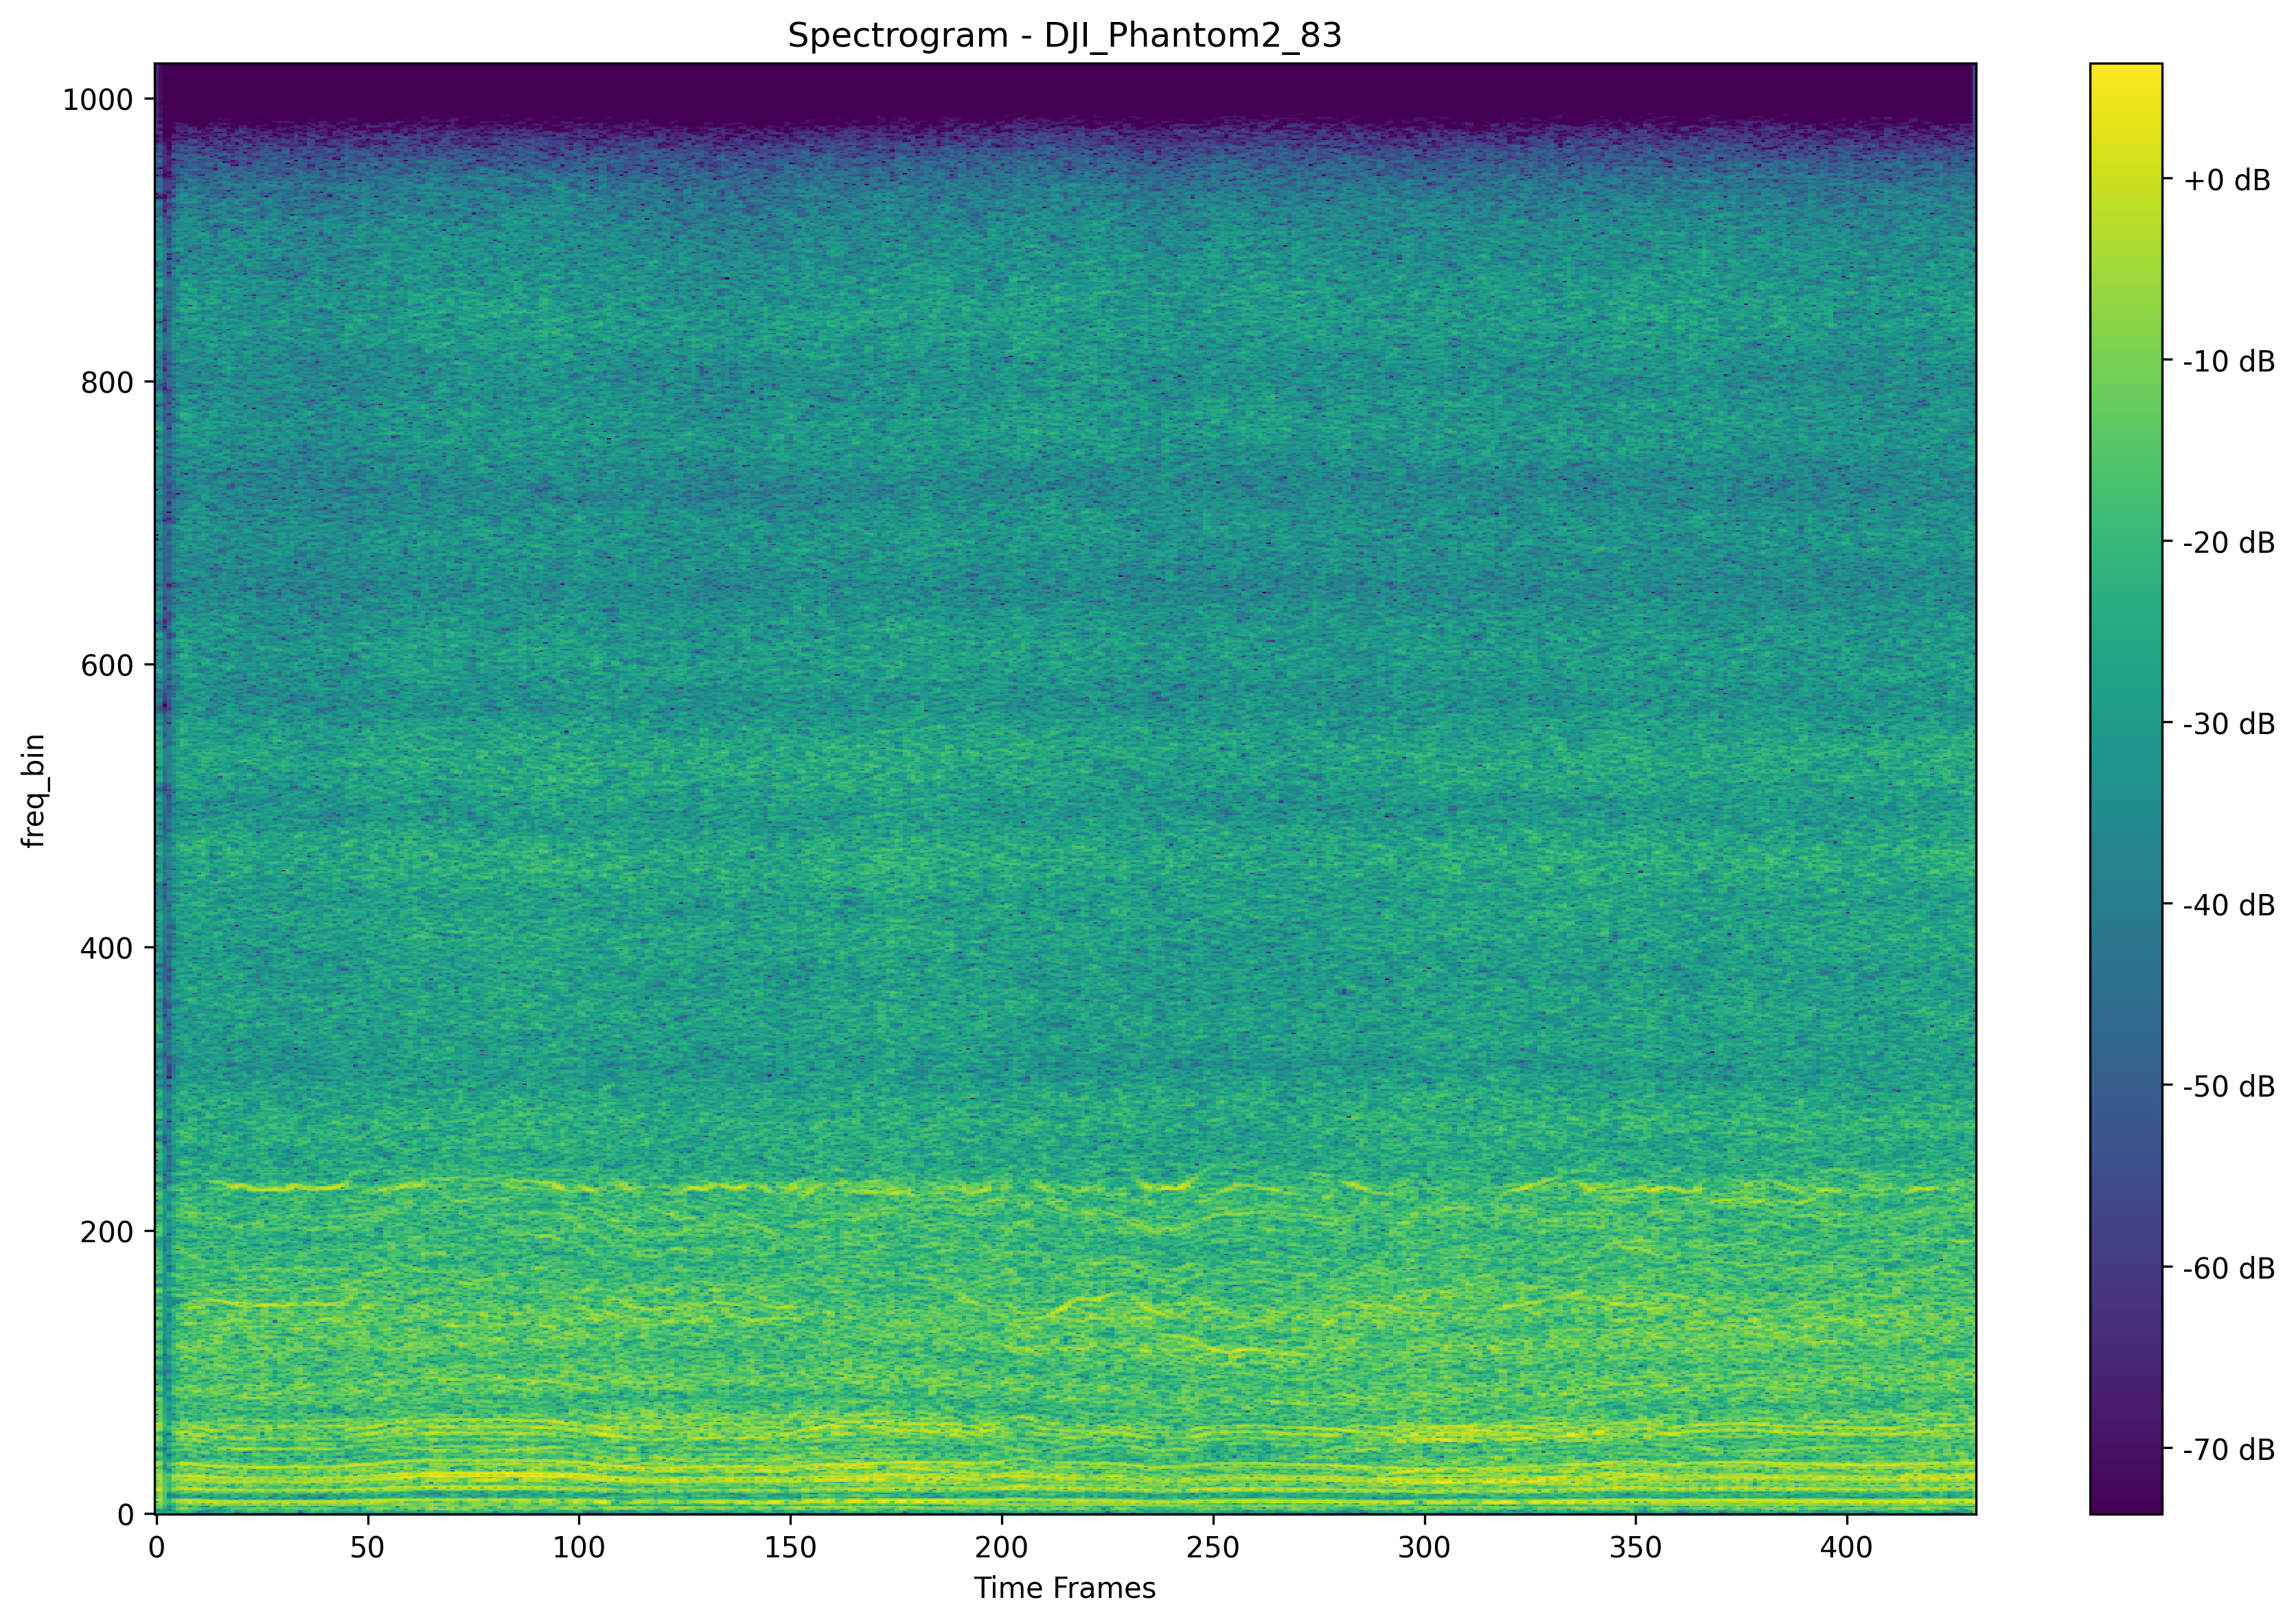 Spectrogram - DJI_Phantom2_83
1000
800
600
400
200
0
freq_bin
0 50 100 150 200 250 300 350 400
Time Frames
+0 dB
-10 dB
-20 dB
-30 dB
-40 dB
-50 dB
-60 dB
-70 dB